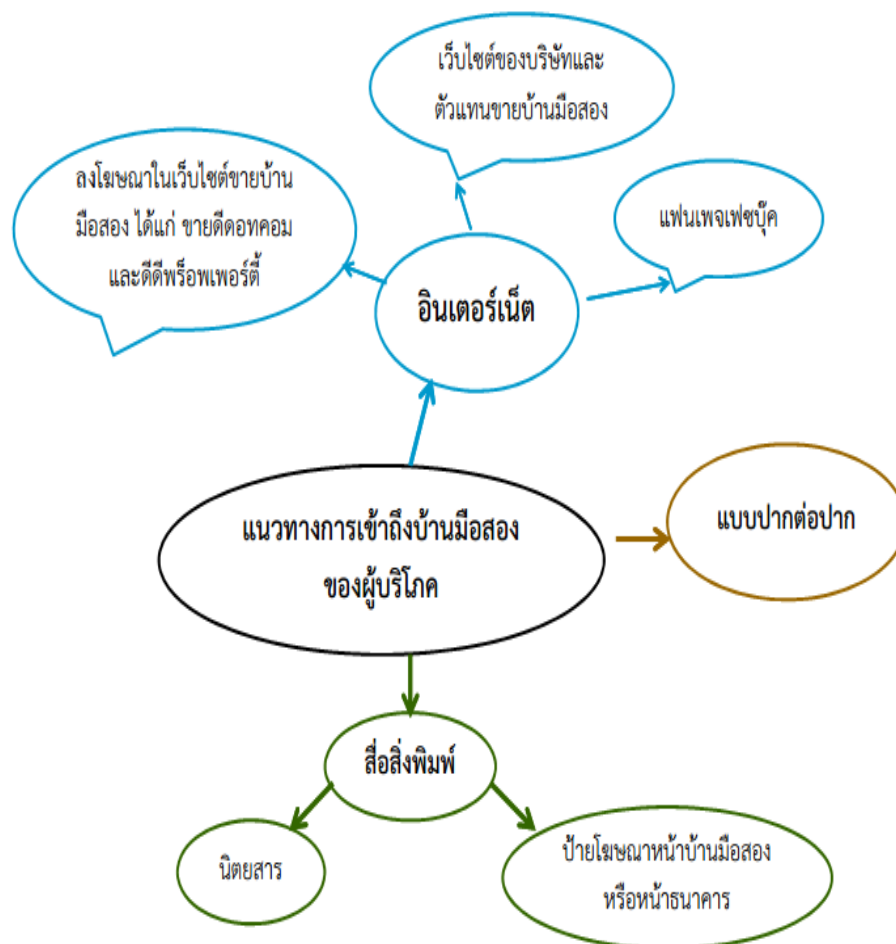 เว็บไซต์ของบริษัทและ
ตัวแทนขายบ้านมือสอง
ลงโฆษณาในเว็บไซต์ขายบ้าน
มือสอง ได้แก่ ขายดีดอทคอม
และดีดีพร็อพเพอร์ตี้
แฟนเพจเฟซบุ๊ค
อินเตอร์เน็ต
แนวทางการเข้าถึงบ้านมือสอง
ของผู้บริโภค
แบบปากต่อปาก
สื่อสิ่งพิมพ์
นิตยสาร
ป้ายโฆษณาหน้าบ้านมือสอง
หรือหน้าธนาคาร